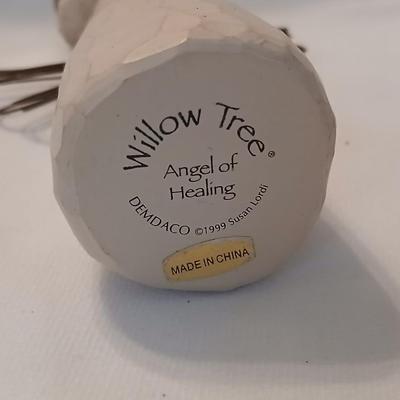 Willow Tree®
Angel of
Healing
DEMDACO ©1999 Susan Lordi
MADE IN CHINA